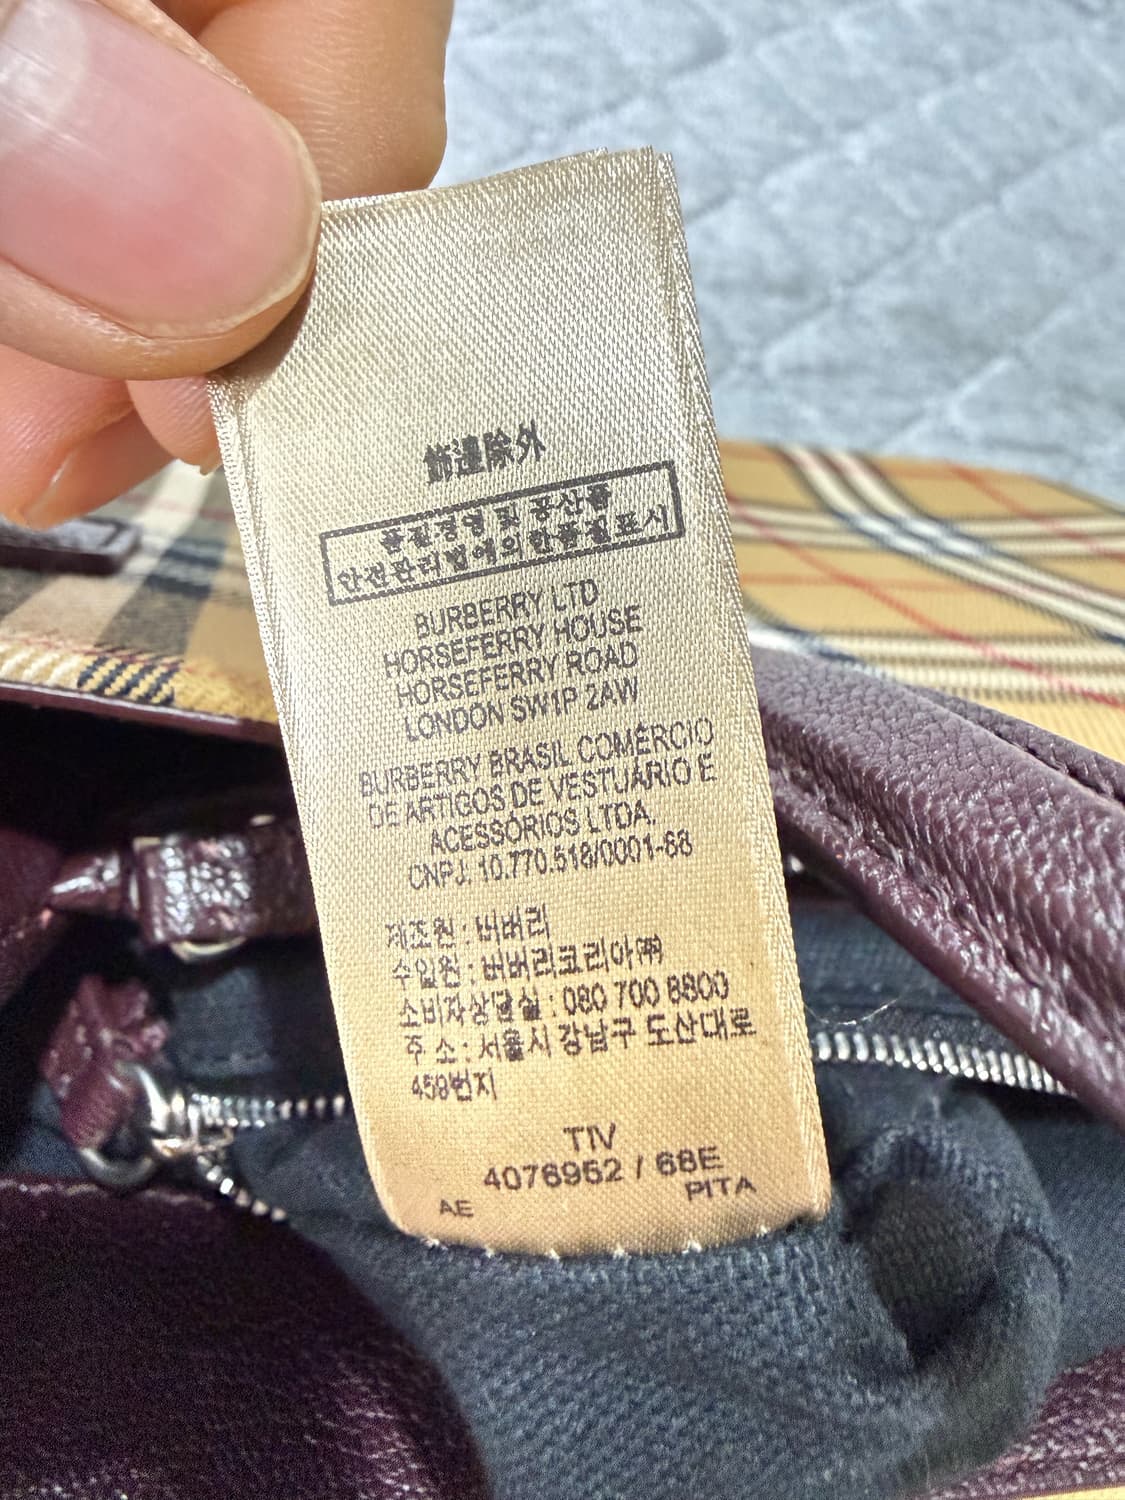 飾邊除外
품질경영 및 공산품
안전관리법에의한품질표시
BURBERRY LTD
HORSEFERRY HOUSE
HORSEFERRY ROAD
LONDON SW1P 2AW
BURBERRY BRASIL COMÉRCIO
DE ARTIGOS DE VESTUÁRIO E
ACESSÓRIOS LTDA.
CNPJ. 10.770.518/0001-68
제조원 : 버버리
수입원 : 버버리코리아㈜
소비자상담실 : 080 700 8800
주 소 : 서울시 강남구 도산대로
459번지
TIV
4076952 / 68E
AE PITA